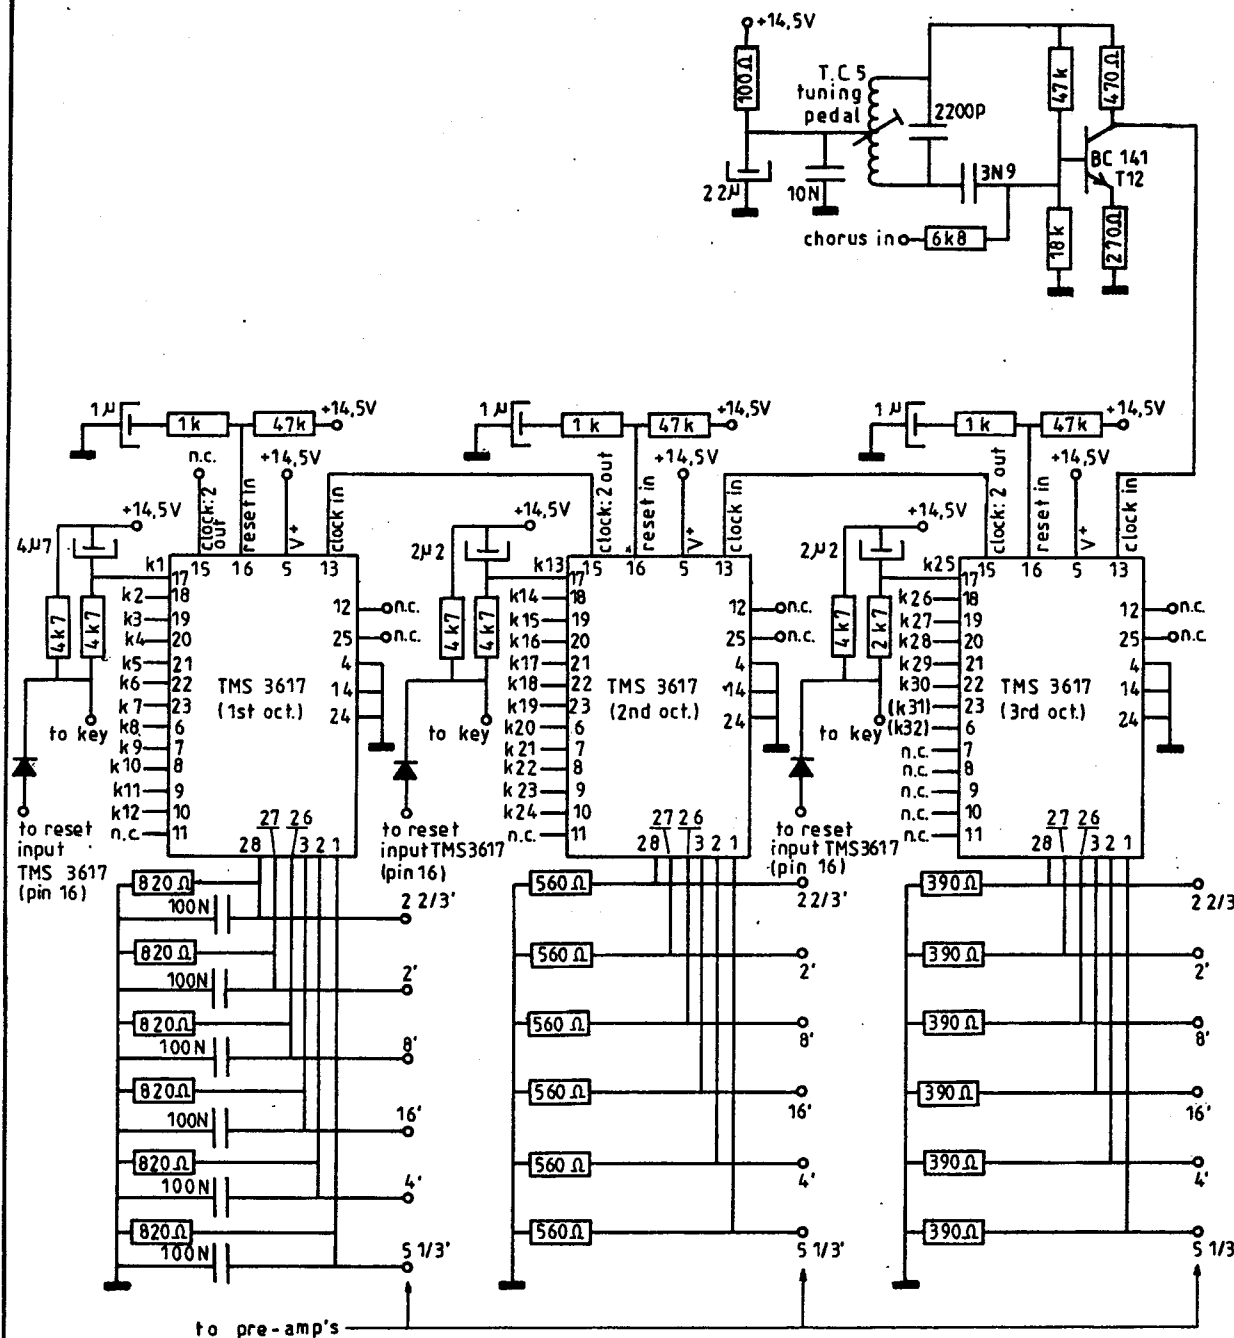 +14,5V
100Ω
T.C.5
tuning
pedal
2200P
47k
470Ω
22µ
10N
3N9
BC 141
T12
chorus in
6k8
18k
270Ω
1µ
1k
47k
+14,5V
1µ
1k
47k
+14,5V
1µ
1k
47k
+14,5V
n.c.
+14,5V
clock:2 out
reset in
V+
clock in
+14,5V
clock:2 out
reset in
V+
clock in
+14,5V
clock:2 out
reset in
V+
clock in
+14,5V
4µ7
4k7
4k7
to key
to reset
input
TMS 3617
(pin 16)
k1
k2
k3
k4
k5
k6
k7
k8
k9
k10
k11
k12
n.c.
15 16 5 13
17
18
19
20
21
22
23
6
7
8
9
10
11
12 n.c.
25 n.c.
4
14
24
TMS 3617
(1st oct.)
27 26
28 3 2 1
+14,5V
2µ2
4k7
4k7
to key
to reset
input TMS3617
(pin 16)
k13
k14
k15
k16
k17
k18
k19
k20
k21
k22
k23
k24
n.c.
15 16 5 13
17
18
19
20
21
22
23
6
7
8
9
10
11
12 n.c.
25 n.c.
4
14
24
TMS 3617
(2nd oct.)
27 26
28 3 2 1
+14,5V
2µ2
4k7
2k7
to key
to reset
input TMS3617
(pin 16)
k25
k26
k27
k28
k29
k30
(k31)
(k32)
n.c.
n.c.
n.c.
n.c.
n.c.
15 16 5 13
17
18
19
20
21
22
23
6
7
8
9
10
11
12 n.c.
25 n.c.
4
14
24
TMS 3617
(3rd oct.)
27 26
28 3 2 1
820Ω
100N
2 2/3'
820Ω
100N
2'
820Ω
100N
8'
820Ω
100N
16'
820Ω
100N
4'
820Ω
100N
5 1/3'
560Ω
2 2/3'
560Ω
2'
560Ω
8'
560Ω
16'
560Ω
4'
560Ω
5 1/3'
390Ω
2 2/3
390Ω
2'
390Ω
8'
390Ω
16'
390Ω
4'
390Ω
5 1/3
to pre-amp's